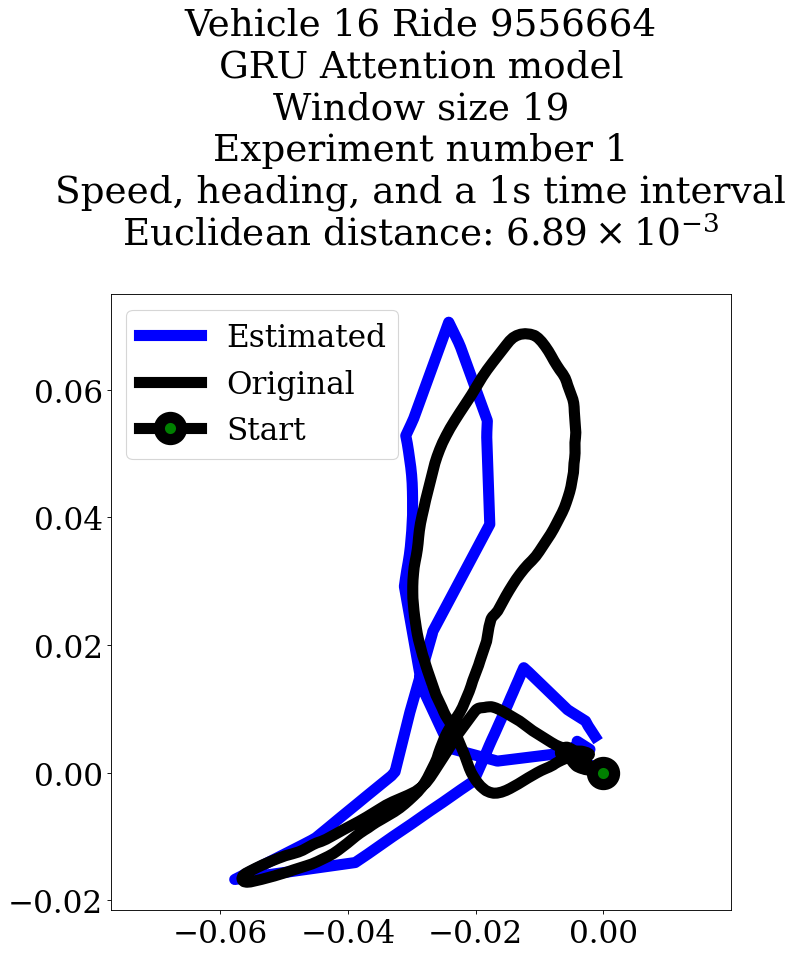 Vehicle 16 Ride 9556664
GRU Attention model
Window size 19
Experiment number 1
Speed, heading, and a 1s time interval
Euclidean distance: 6.89 × 10⁻³
Estimated
Original
Start
0.06
0.04
0.02
0.00
−0.02
−0.06 −0.04 −0.02 0.00